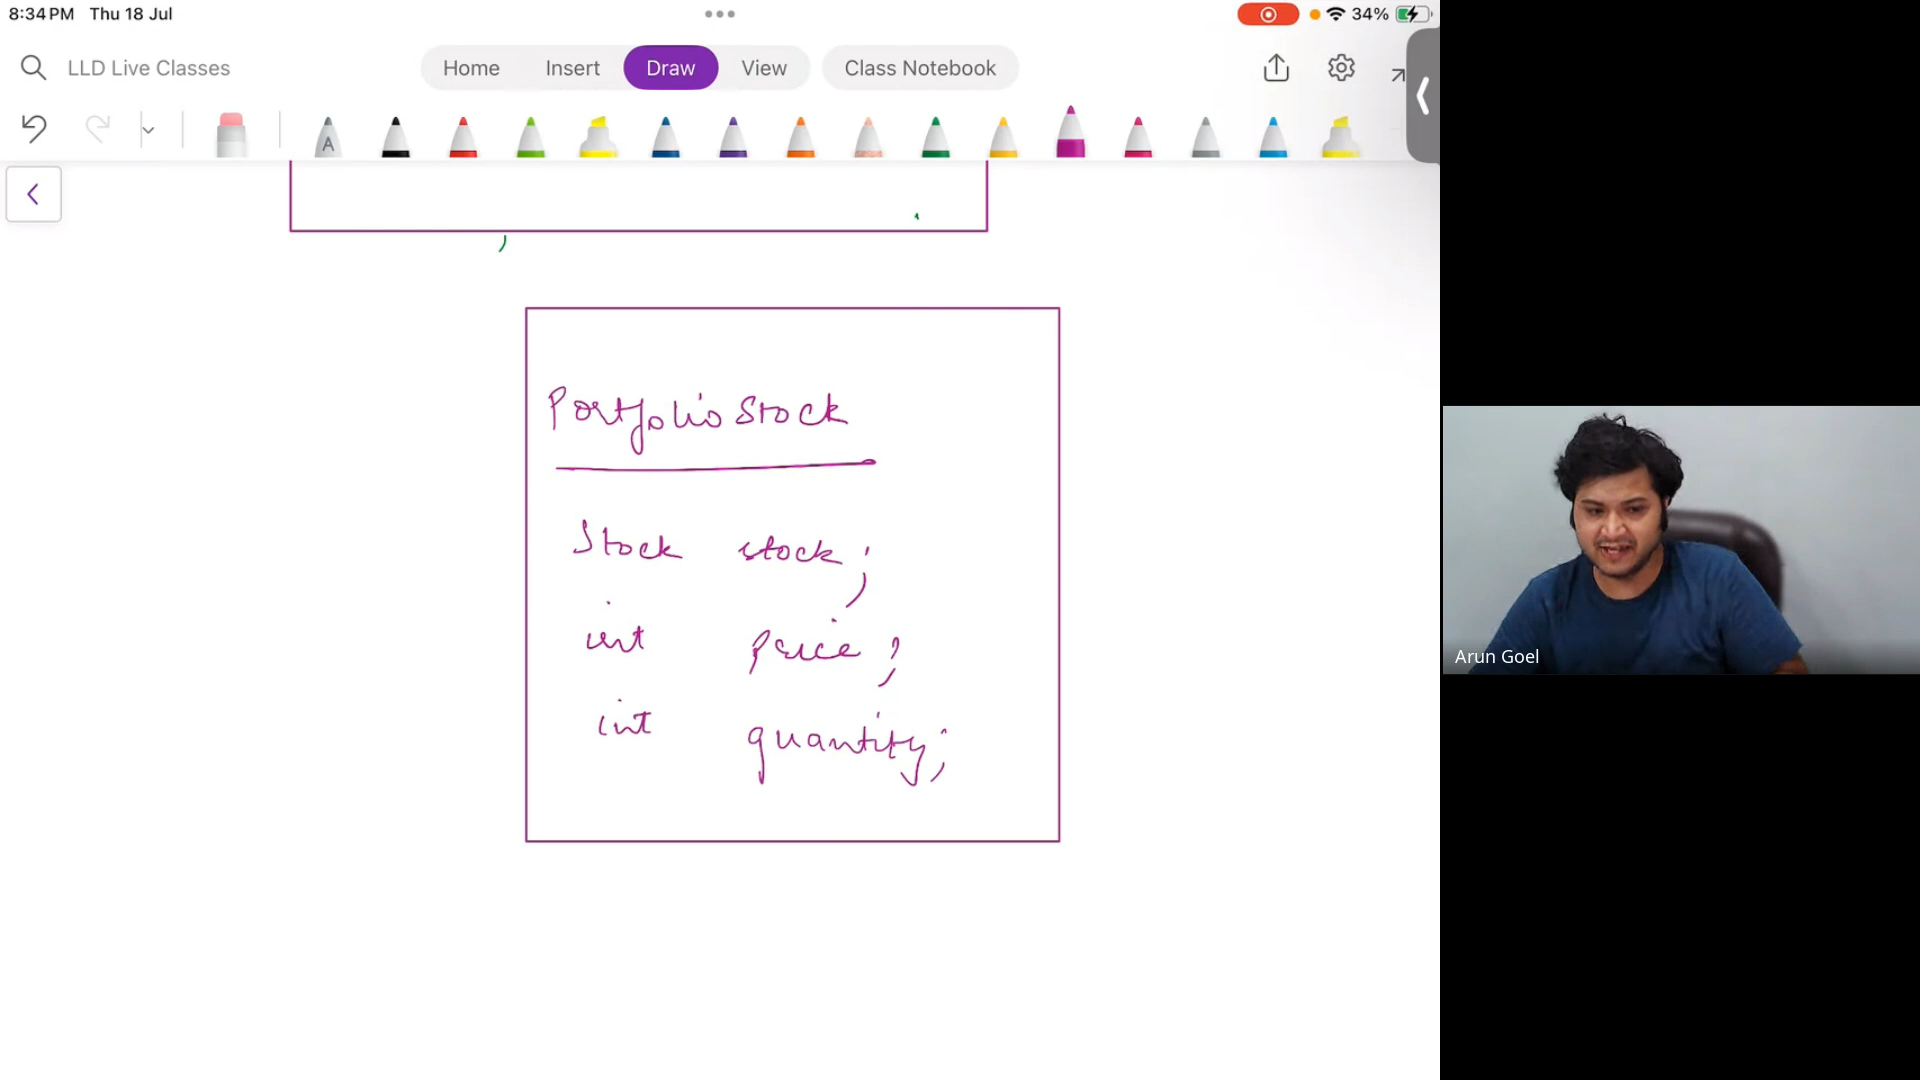 8:34 PM Thu 18 Jul
34%
LLD Live Classes
Home Insert Draw View Class Notebook
A
PortfolioStock
Stock stock;
int price;
int quantity;
Arun Goel